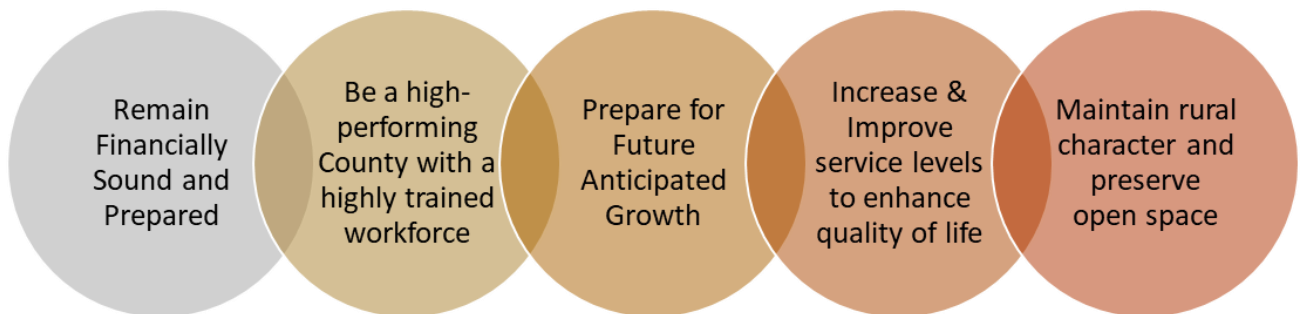 Remain
Financially
Sound and
Prepared
Be a high-
performing
County with a
highly trained
workforce
Prepare for
Future
Anticipated
Growth
Increase &
Improve
service levels
to enhance
quality of life
Maintain rural
character and
preserve
open space